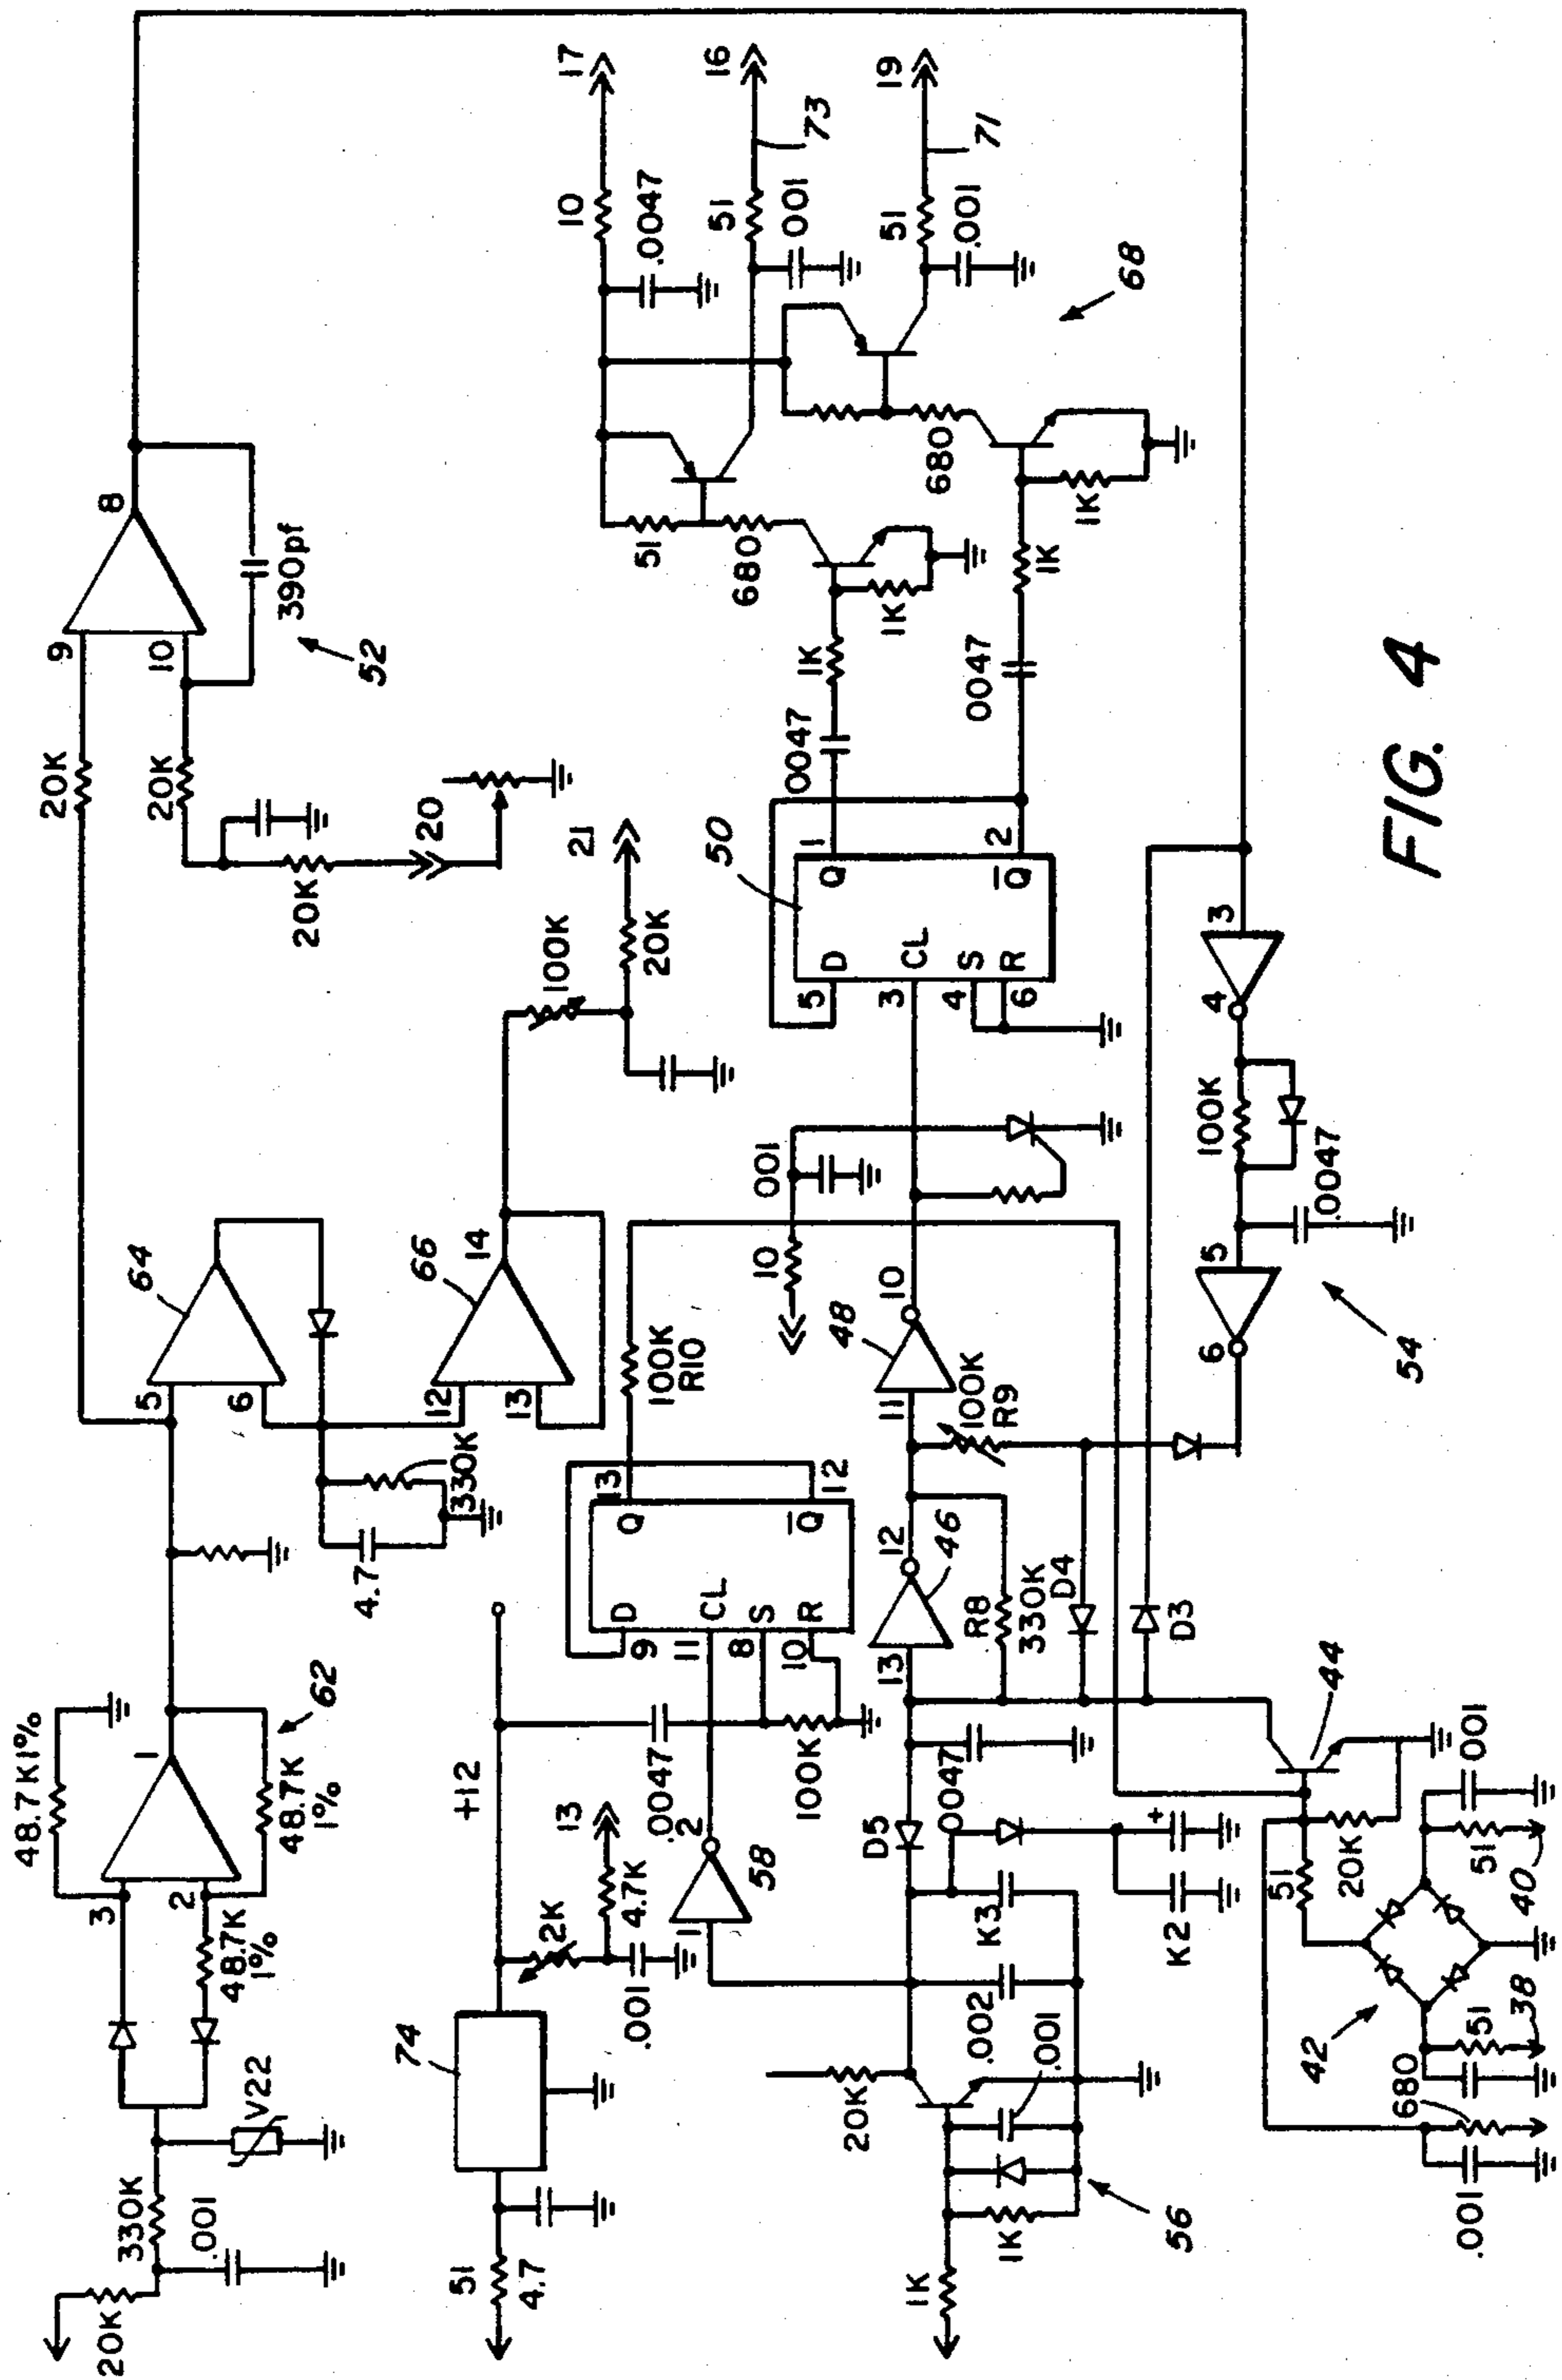 17
10
.0047
16
51
.001
73
19
51
.001
71
68
8
9
10
390pf
52
20K
20K
20K
20
51
680
1K
1K
680
1K
1K
.0047
.0047
64
5
6
66
14
12
13
330K
4.7
21
100K
20K
50
Q
1
Q
2
D
5
CL
3
S
4
R
6
48.7K1%
3
1
2
48.7K
1%
48.7K
1%
62
V22
330K
.001
20K
+12
74
2K
13
4.7K
.001
51
4.7
.0047
2
1
58
100K
D
9
CL
11
S
8
R
10
Q
13
Q
12
100K
R10
10
.001
48
10
11
100K
R9
12
46
13
R8
330K
D4
D3
D5
.0047
K3
K2
20K
.002
.001
1K
1K
56
3
4
100K
.0047
5
6
54
44
51
20K
.001
51
40
42
51
38
680
.001
FIG. 4